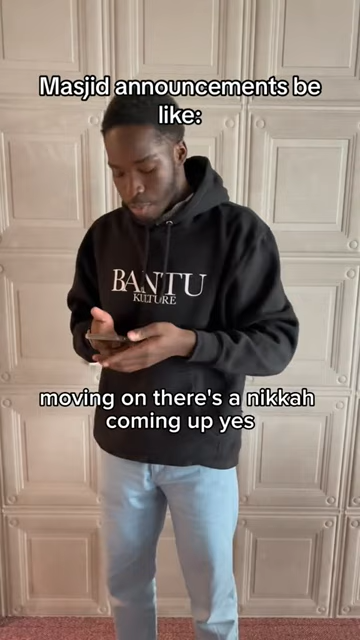 Masjid announcements be
like:
BANTU
KULTURE
moving on there's a nikkah
coming up yes